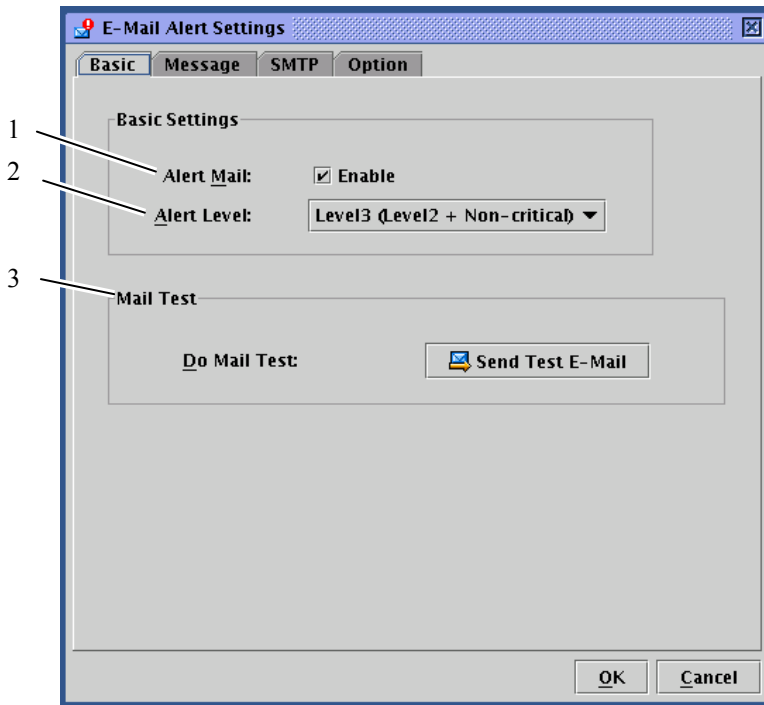 E-Mail Alert Settings
Basic Message SMTP Option
Basic Settings
1
Alert Mail: Enable
2
Alert Level: Level3 (Level2 + Non-critical)
3
Mail Test
Do Mail Test: Send Test E-Mail
OK Cancel